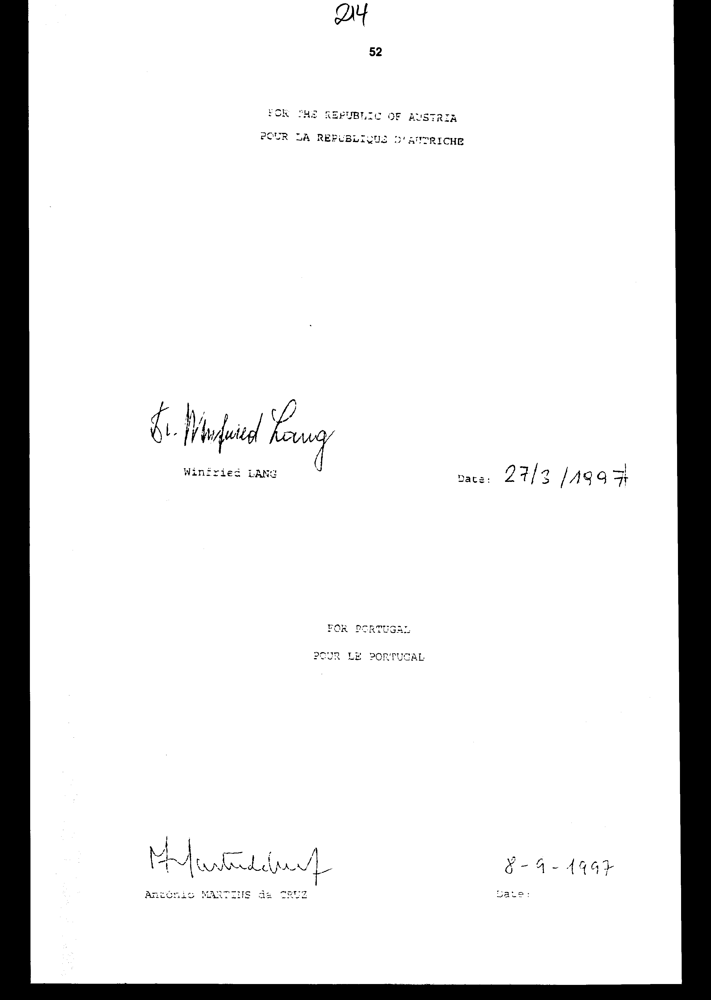 214
52
FOR THE REPUBLIC OF AUSTRIA
POUR LA REPUBLIQUE D'AUTRICHE
Dr. Winfried Lang
Winfried LANG
Date: 27/3/1997
FOR PORTUGAL
POUR LE PORTUGAL
8-9-1997
António MARTINS da CRUZ
Date: